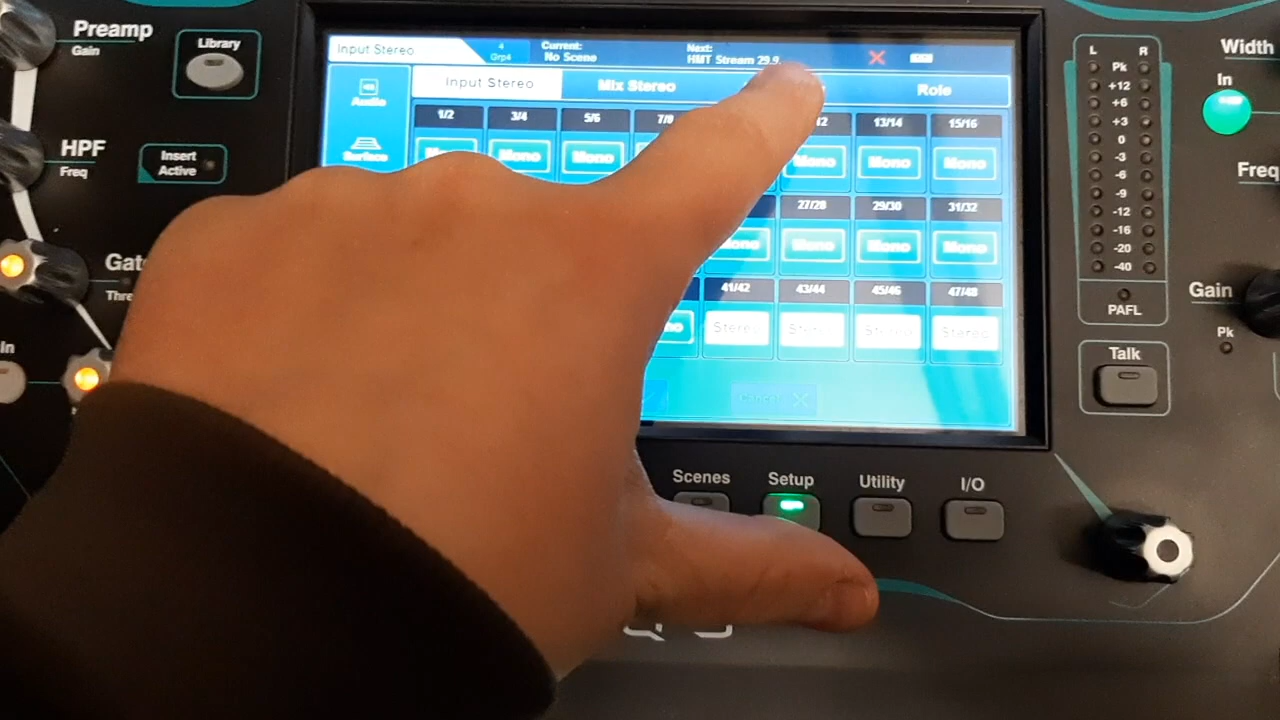 Preamp
Gain
Library
HPF
Freq
Insert
Active
In
Input Stereo
4
Grp4
Current:
No Scene
Next:
HMT Stream 29.9
Audio
Surface
Input Stereo
Mix Stereo
Role
1/2
3/4
5/6
13/14
15/16
Mono
Mono
Mono
Mono
Mono
Mono
27/28
29/30
31/32
Mono
Mono
Mono
41/42
43/44
45/46
47/48
Stereo
Stereo
Stereo
Stereo
Cancel
L
R
Pk
+12
+6
+3
0
-3
-6
-9
-12
-16
-20
-40
PAFL
Talk
Width
In
Freq
Gain
Pk
Scenes
Setup
Utility
I/O